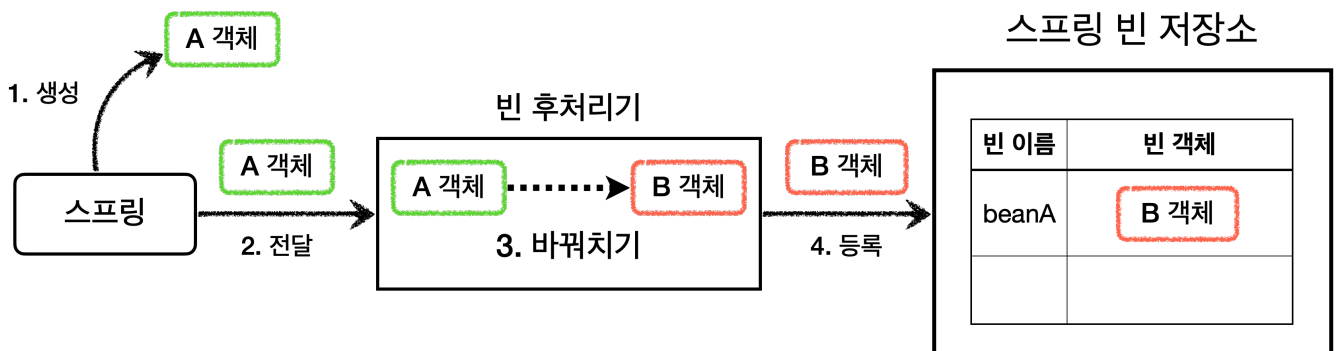 스프링 빈 저장소
A 객체
1. 생성
빈 후처리기
A 객체
B 객체
빈 이름 빈 객체
스프링
A 객체 B 객체
beanA B 객체
2. 전달
3. 바꿔치기
4. 등록